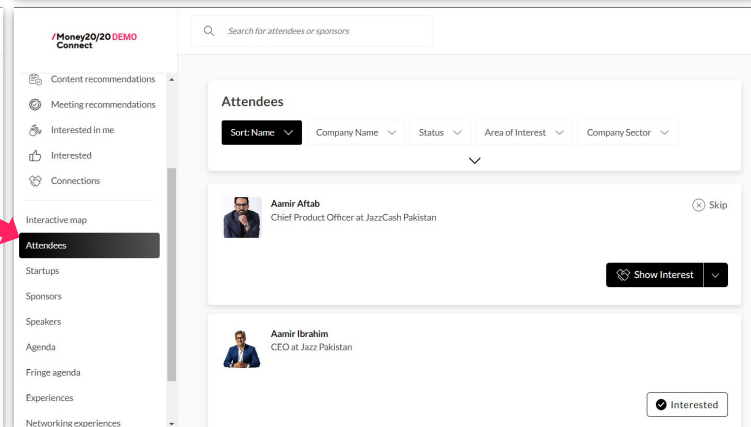 /Money20/20 DEMO
Connect
Search for attendees or sponsors
Content recommendations
Meeting recommendations
Interested in me
Interested
Connections
Interactive map
Attendees
Startups
Sponsors
Speakers
Agenda
Fringe agenda
Experiences
Networking experiences
Attendees
Sort: Name
Company Name
Status
Area of Interest
Company Sector
Aamir Aftab
Chief Product Officer at JazzCash Pakistan
Skip
Show Interest
Aamir Ibrahim
CEO at Jazz Pakistan
Interested